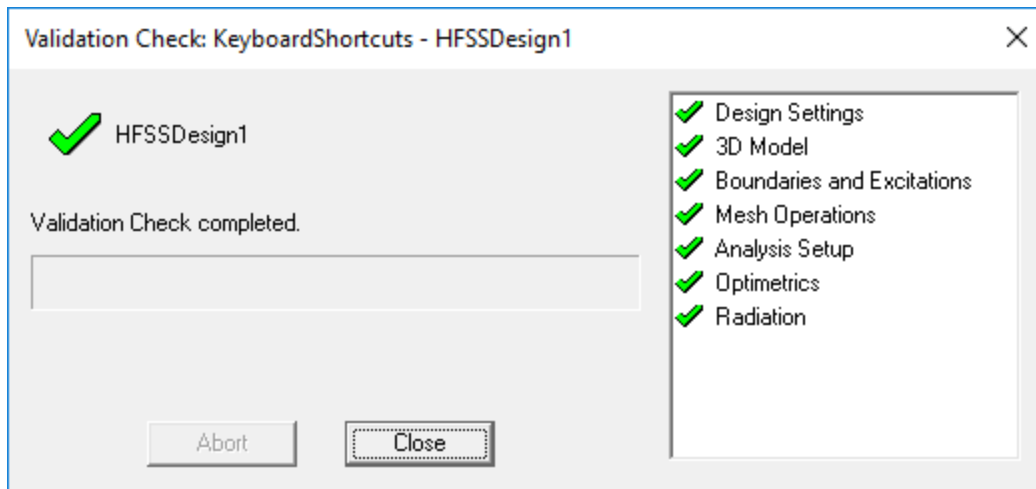 Validation Check: KeyboardShortcuts - HFSSDesign1
HFSSDesign1
Validation Check completed.
Abort
Close
Design Settings
3D Model
Boundaries and Excitations
Mesh Operations
Analysis Setup
Optimetrics
Radiation